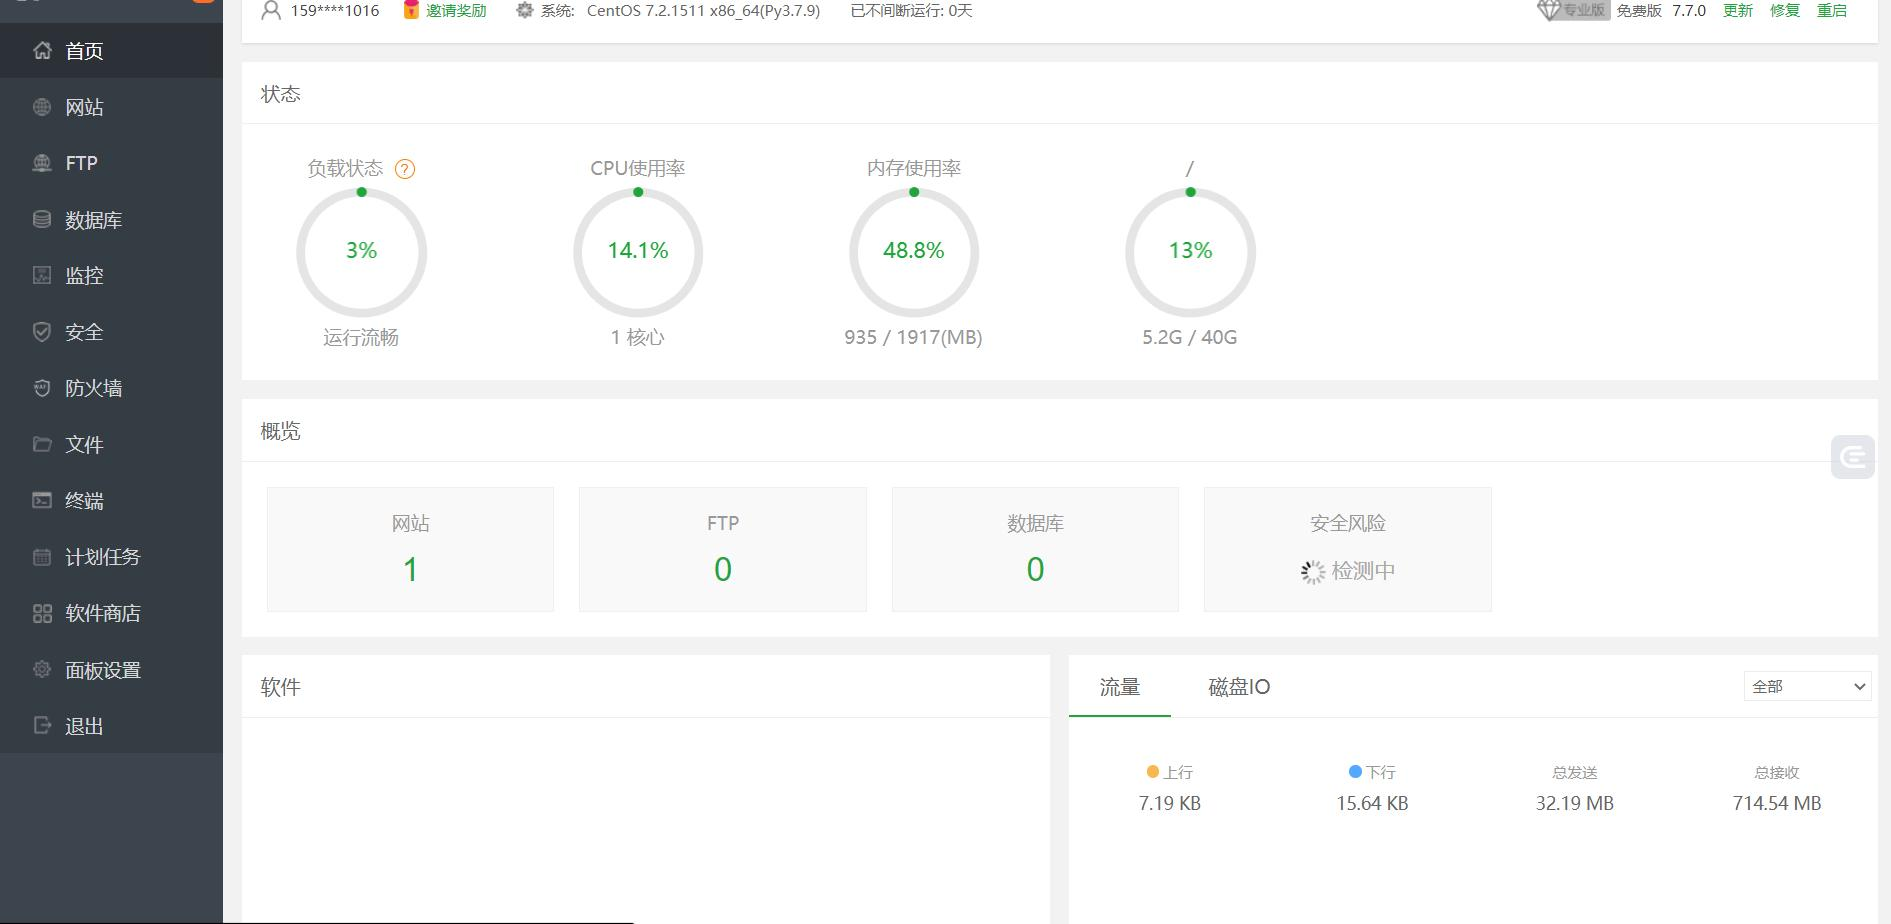 159****1016 邀请奖励 系统: CentOS 7.2.1511 x86_64(Py3.7.9) 已不间断运行: 0天 专业版 免费版 7.7.0 更新 修复 重启
首页
网站
FTP
数据库
监控
安全
防火墙
文件
终端
计划任务
软件商店
面板设置
退出
状态
负载状态 ?
3%
运行流畅
CPU使用率
14.1%
1 核心
内存使用率
48.8%
935 / 1917(MB)
/
13%
5.2G / 40G
概览
网站
1
FTP
0
数据库
0
安全风险
检测中
软件
流量 磁盘IO 全部
上行
7.19 KB
下行
15.64 KB
总发送
32.19 MB
总接收
714.54 MB